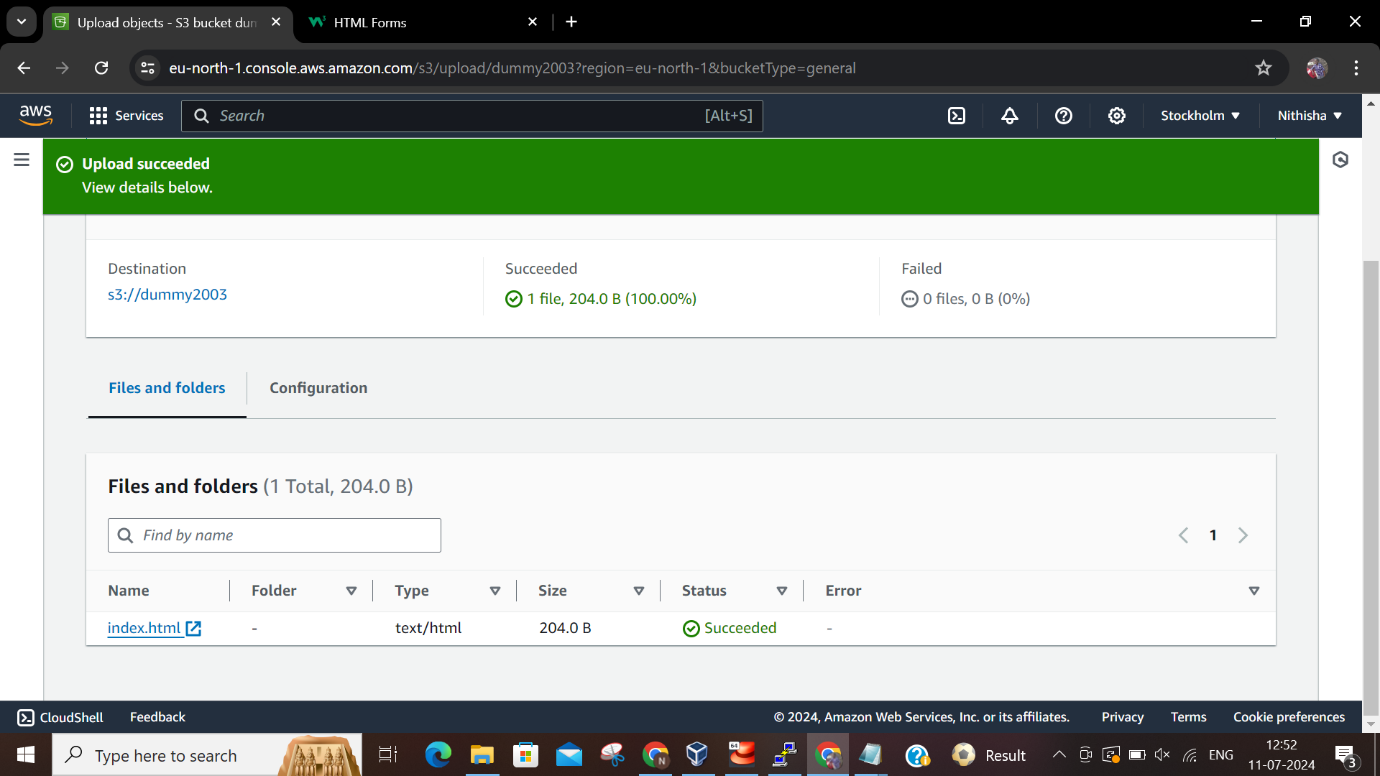 Upload objects - S3 bucket dun
HTML Forms
eu-north-1.console.aws.amazon.com/s3/upload/dummy2003?region=eu-north-1&bucketType=general
aws
Services
Search
[Alt+S]
Stockholm
Nithisha
Upload succeeded
View details below.
Destination
Succeeded
Failed
s3://dummy2003
1 file, 204.0 B (100.00%)
0 files, 0 B (0%)
Files and folders
Configuration
Files and folders (1 Total, 204.0 B)
Find by name
1
Name
Folder
Type
Size
Status
Error
index.html
-
text/html
204.0 B
Succeeded
-
CloudShell
Feedback
© 2024, Amazon Web Services, Inc. or its affiliates.
Privacy
Terms
Cookie preferences
Type here to search
N
64
Result
ENG
12:52
11-07-2024
3